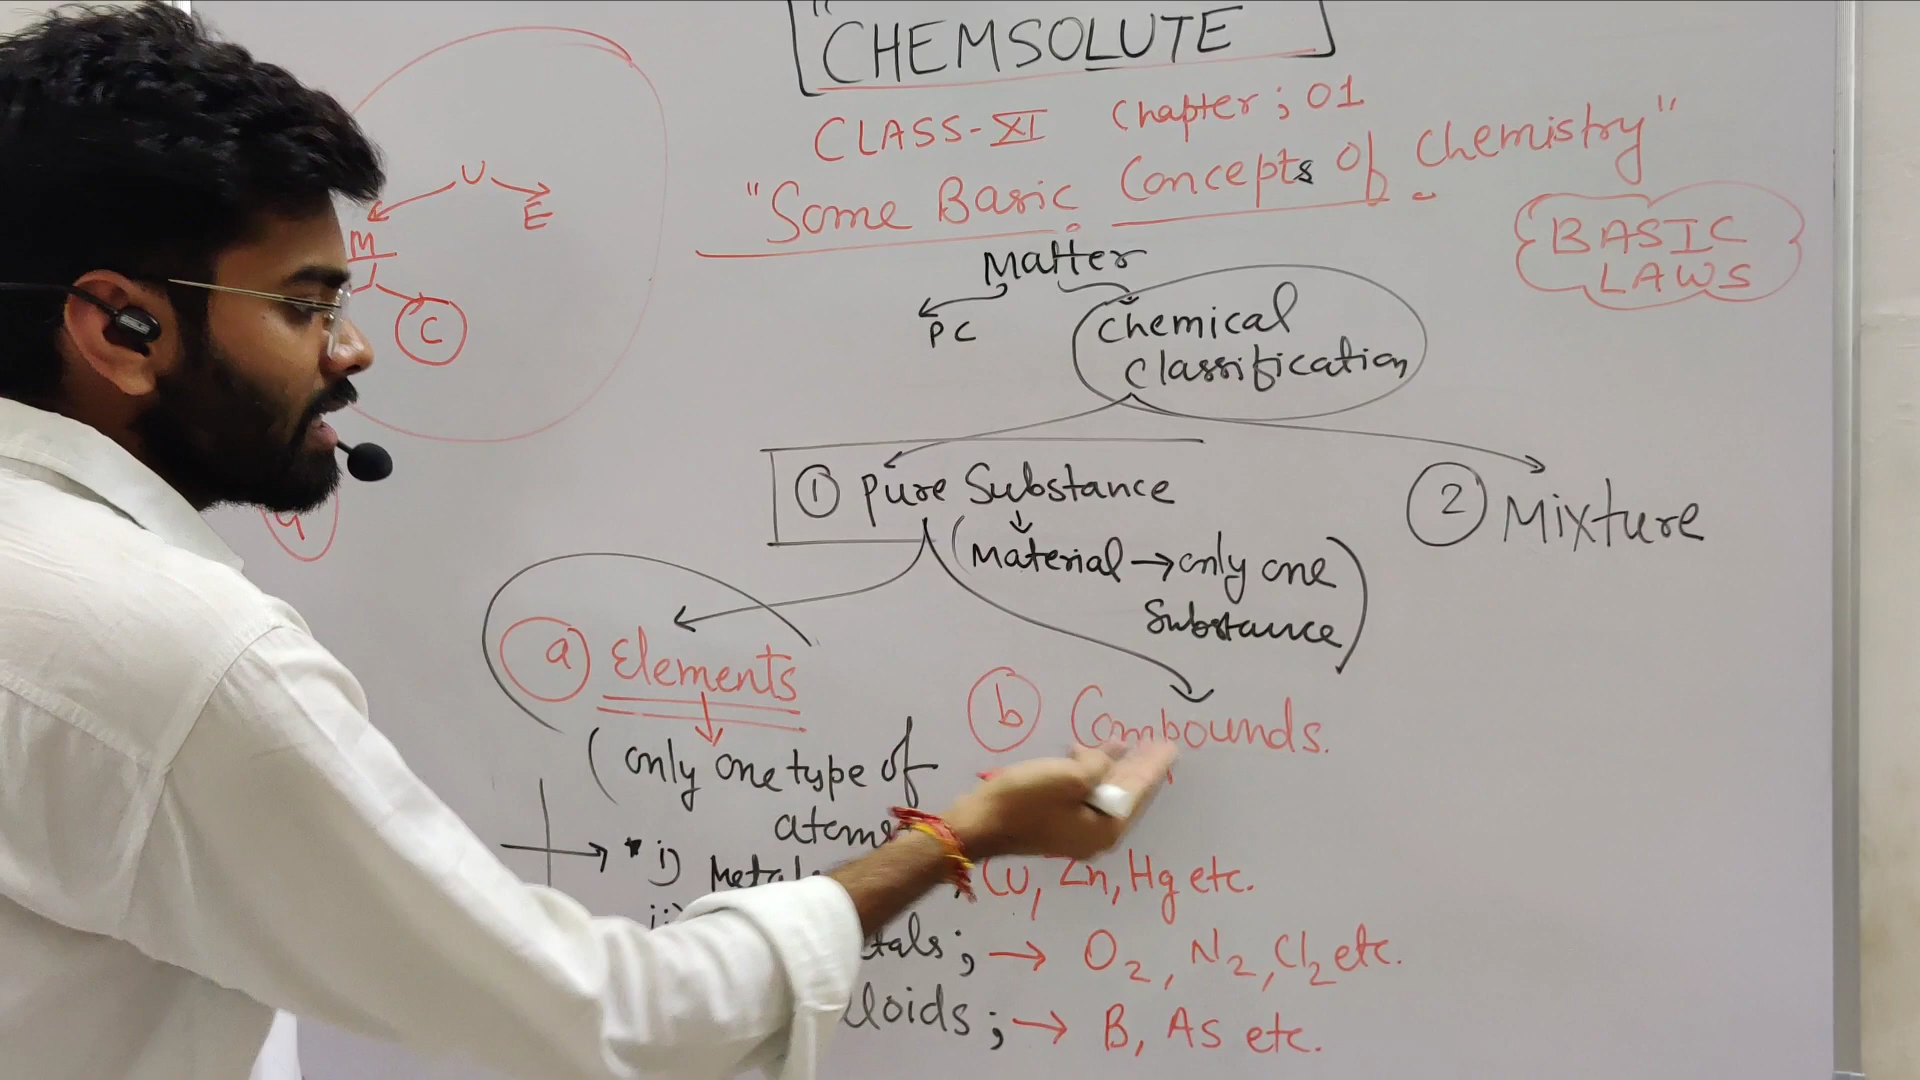 "CHEMSOLUTE
CLASS-XI Chapter ; 01
"Some Basic Concepts Of Chemistry"
BASIC
LAWS
U
M E
C
Matter
PC
Chemical
Classification
1 Pure Substance
(Material → only one
Substance)
2 Mixture
a) Elements
(only one type of
atoms
b Compounds.
i) Metals Cu, Zn, Hg etc.
tals ; → O2, N2, Cl2 etc.
lloids ; → B, As etc.